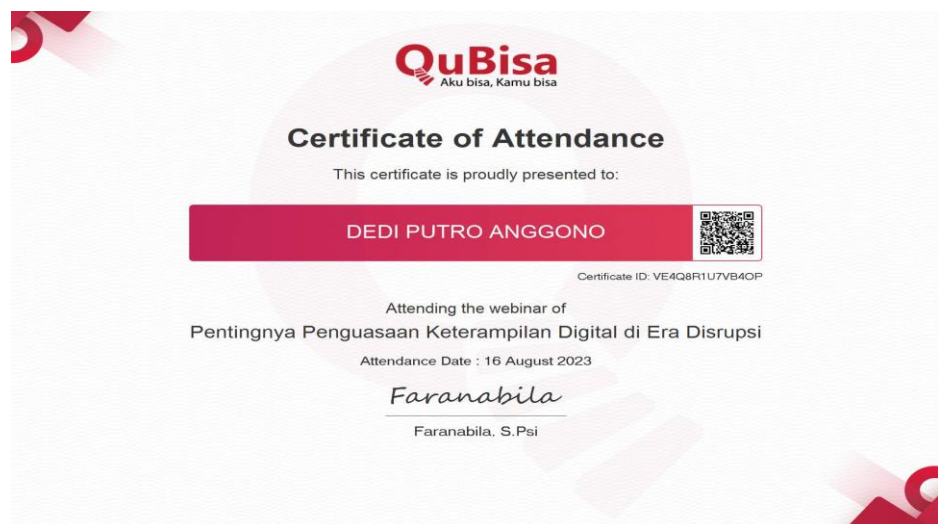 QuBisa
Aku bisa, Kamu bisa
Certificate of Attendance
This certificate is proudly presented to:
DEDI PUTRO ANGGONO
Certificate ID: VE4Q8R1U7VB4OP
Attending the webinar of
Pentingnya Penguasaan Keterampilan Digital di Era Disrupsi
Attendance Date : 16 August 2023
Faranabila
Faranabila, S.Psi